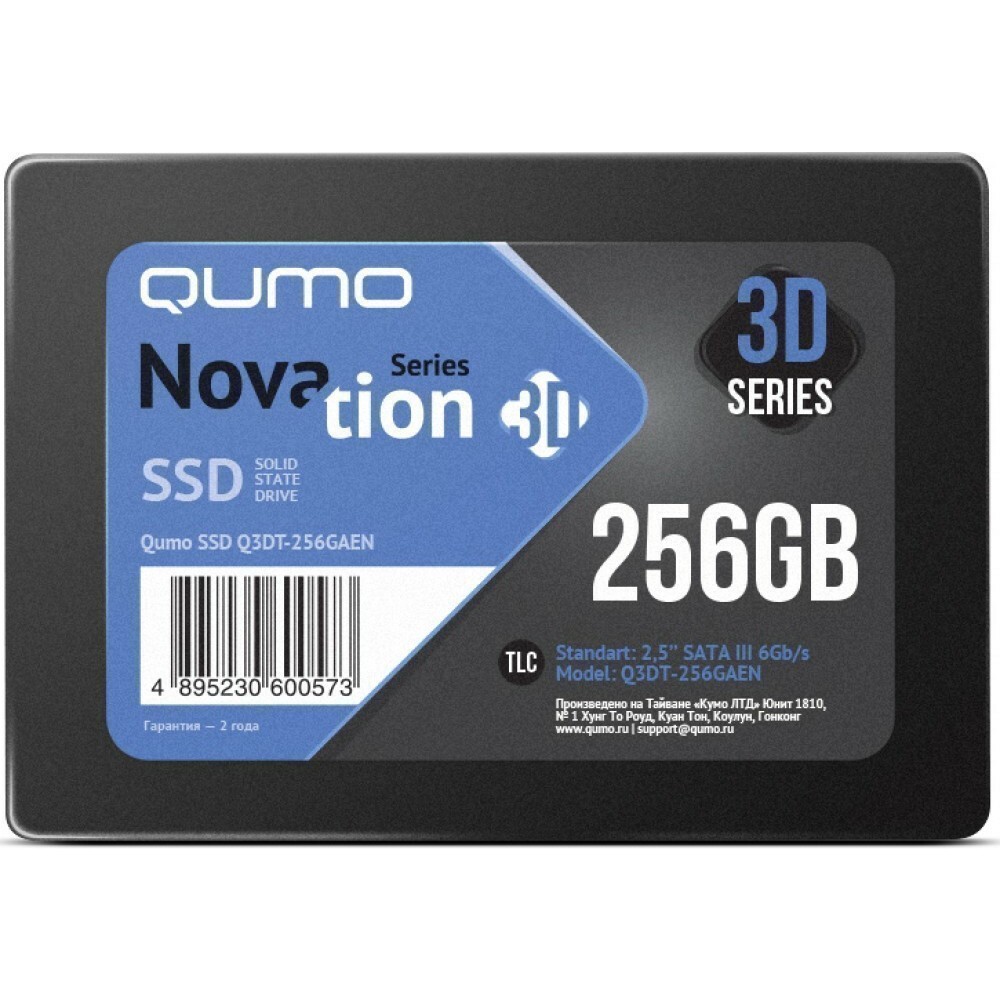 QUMO
Novation Series 3D
SSD SOLID
STATE
DRIVE
Qumo SSD Q3DT-256GAEN
4 895230 600573
Гарантия — 2 года
3D
SERIES
256GB
TLC
Standart: 2,5” SATA III 6Gb/s
Model: Q3DT-256GAEN
Произведено на Тайване «Кумо ЛТД» Юнит 1810,
№ 1 Хунг То Роуд, Куан Тон, Коулун, Гонконг
www.qumo.ru | support@qumo.ru